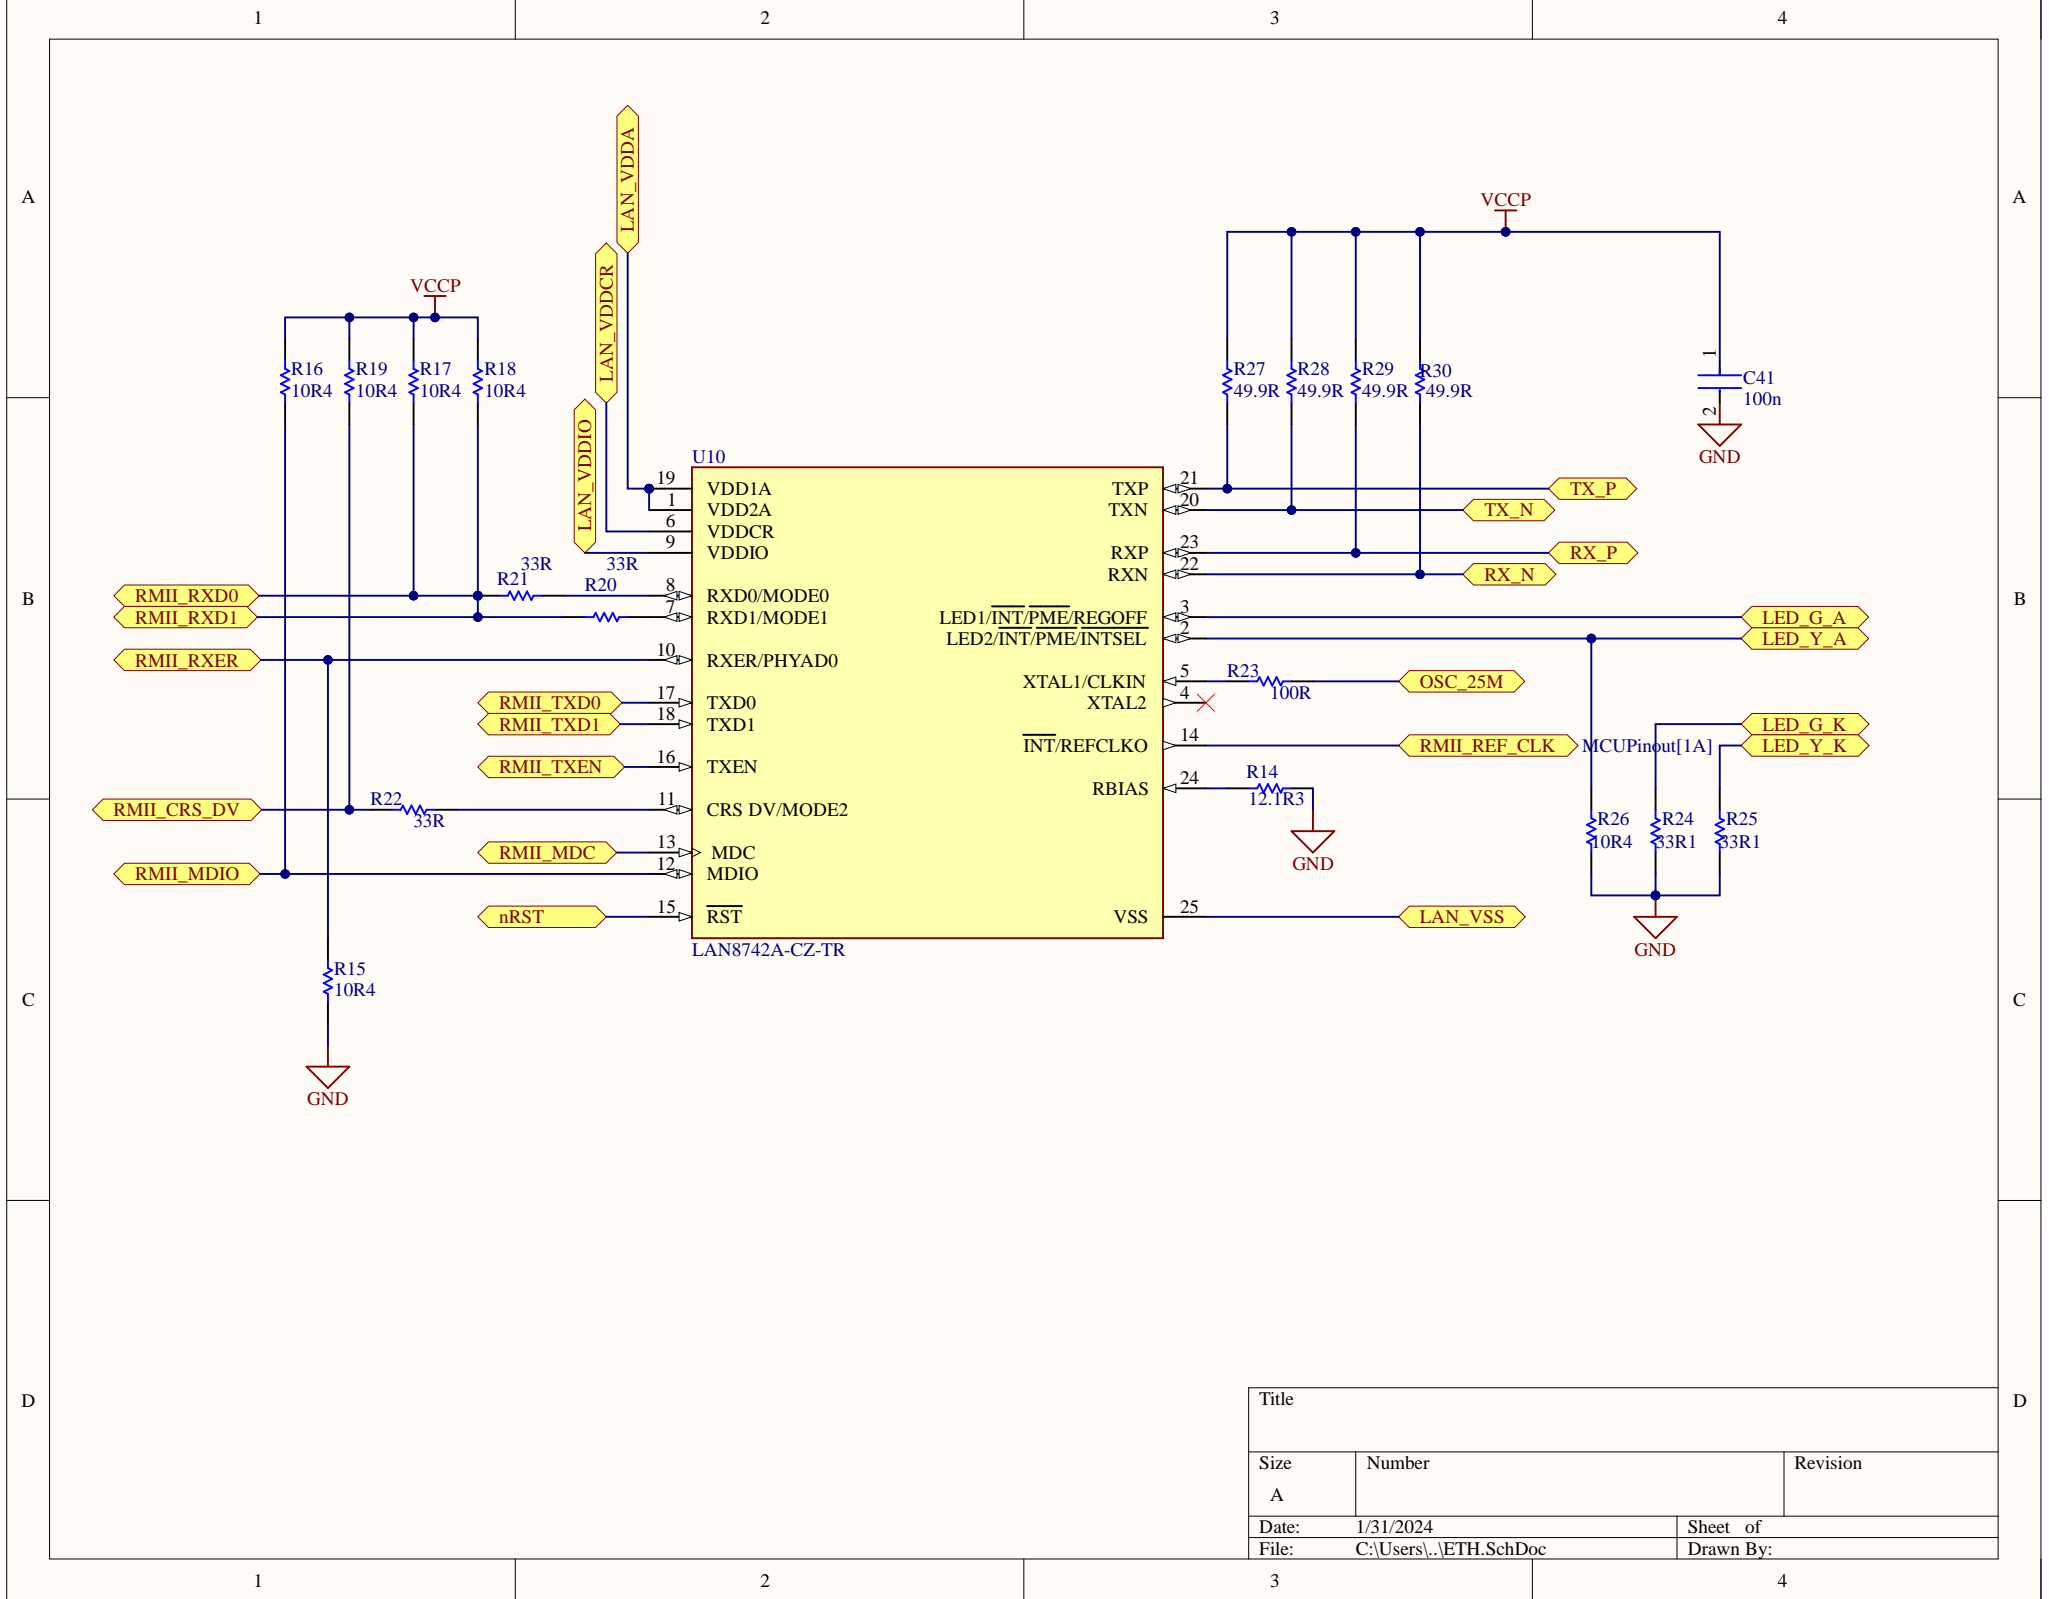 1 2 3 4
A A
LAN_VDDA
VCCP
LAN_VDDCR
VCCP
R16 R19 R17 R18
10R4 10R4 10R4 10R4
R27 R28 R29 R30
49.9R 49.9R 49.9R 49.9R
1
C41
100n
2
GND
LAN_VDDIO
U10
19 VDD1A
1 VDD2A
6 VDDCR
9 VDDIO
TXP 21 TX_P
TXN 20 TX_N
RXP 23 RX_P
RXN 22 RX_N
33R 33R
R21 R20
B B
RMII_RXD0 8 RXD0/MODE0
RMII_RXD1 7 RXD1/MODE1
LED1/INT/PME/REGOFF 3 LED_G_A
LED2/INT/PME/INTSEL 2 LED_Y_A
RMII_RXER 10 RXER/PHYAD0
XTAL1/CLKIN 5 R23 100R OSC_25M
XTAL2 4
RMII_TXD0 17 TXD0
RMII_TXD1 18 TXD1
LED_G_K
INT/REFCLKO 14 RMII_REF_CLK MCUPinout[1A] LED_Y_K
RMII_TXEN 16 TXEN
RBIAS 24 R14 12.1R3
GND
RMII_CRS_DV R22 33R 11 CRS DV/MODE2
R26 R24 R25
10R4 33R1 33R1
RMII_MDC 13 MDC
RMII_MDIO 12 MDIO
nRST 15 RST
VSS 25 LAN_VSS
GND
LAN8742A-CZ-TR
R15
10R4
C C
GND
D D
Title
Size Number Revision
A
Date: 1/31/2024 Sheet of
File: C:\Users\..\ETH.SchDoc Drawn By:
1 2 3 4